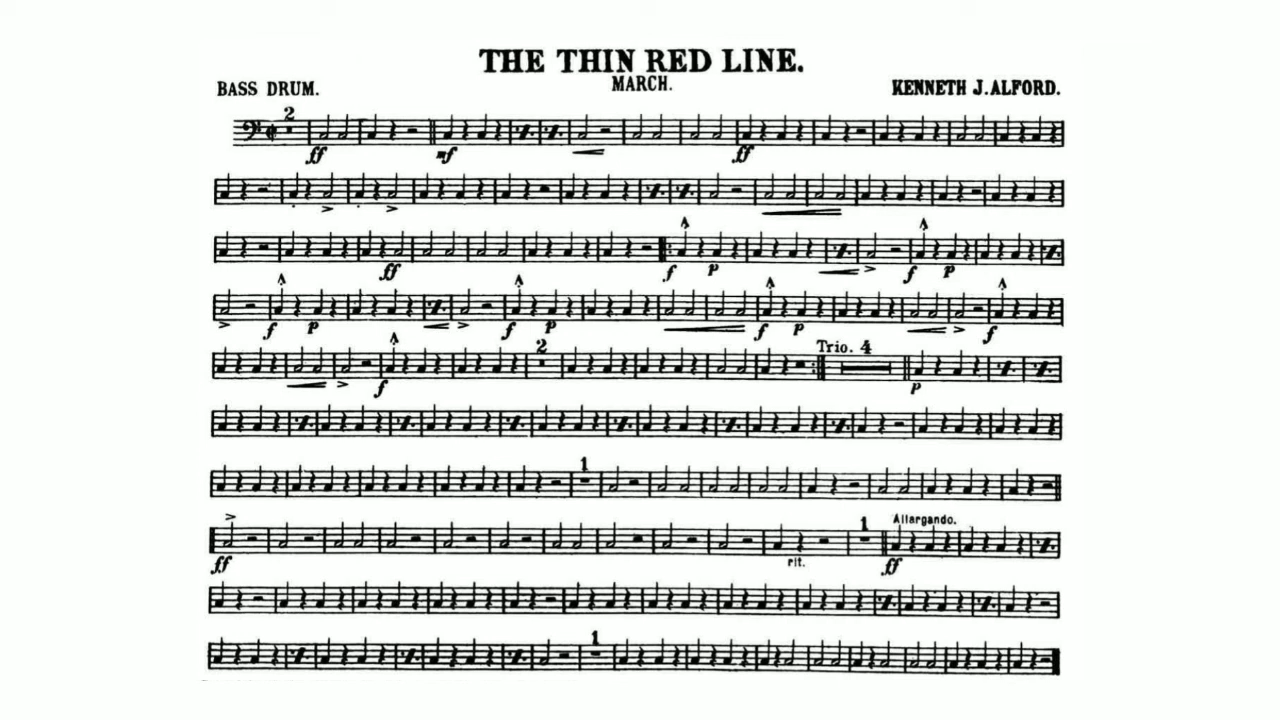 THE THIN RED LINE.
MARCH.
BASS DRUM.
KENNETH J. ALFORD.
2
ff mf ff
ff f p f p
f p f p f p f
2 Trio. 4
f p
1
1 Allargando.
ff rit. ff
1